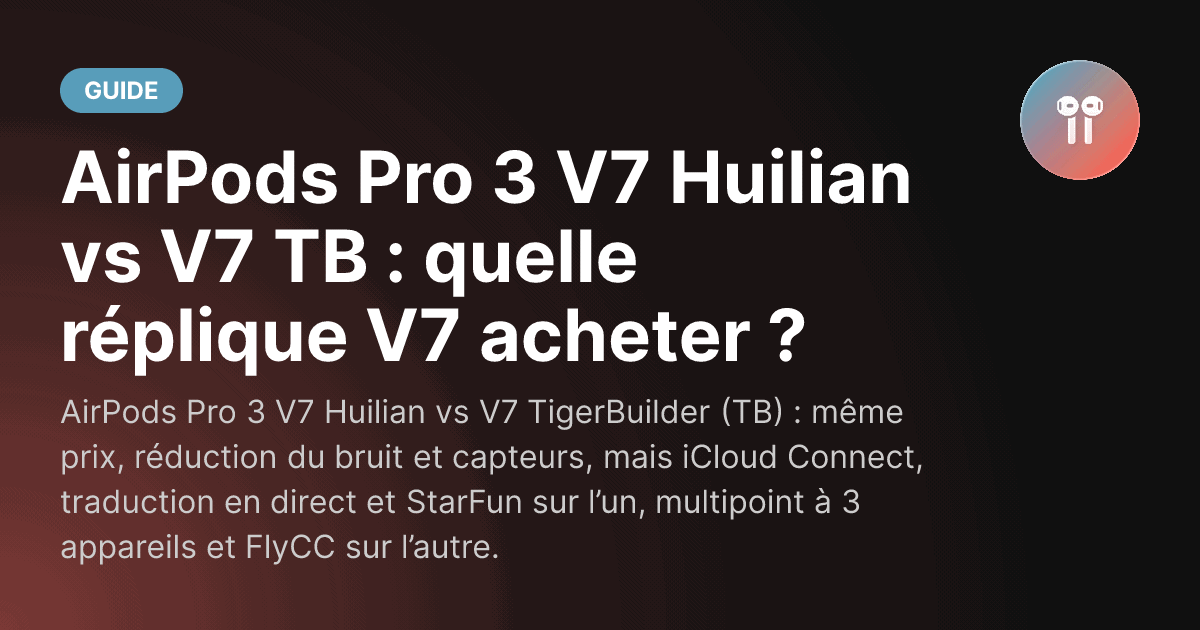 GUIDE
AirPods Pro 3 V7 Huilian
vs V7 TB : quelle
réplique V7 acheter ?
AirPods Pro 3 V7 Huilian vs V7 TigerBuilder (TB) : même
prix, réduction du bruit et capteurs, mais iCloud Connect,
traduction en direct et StarFun sur l’un, multipoint à 3
appareils et FlyCC sur l’autre.